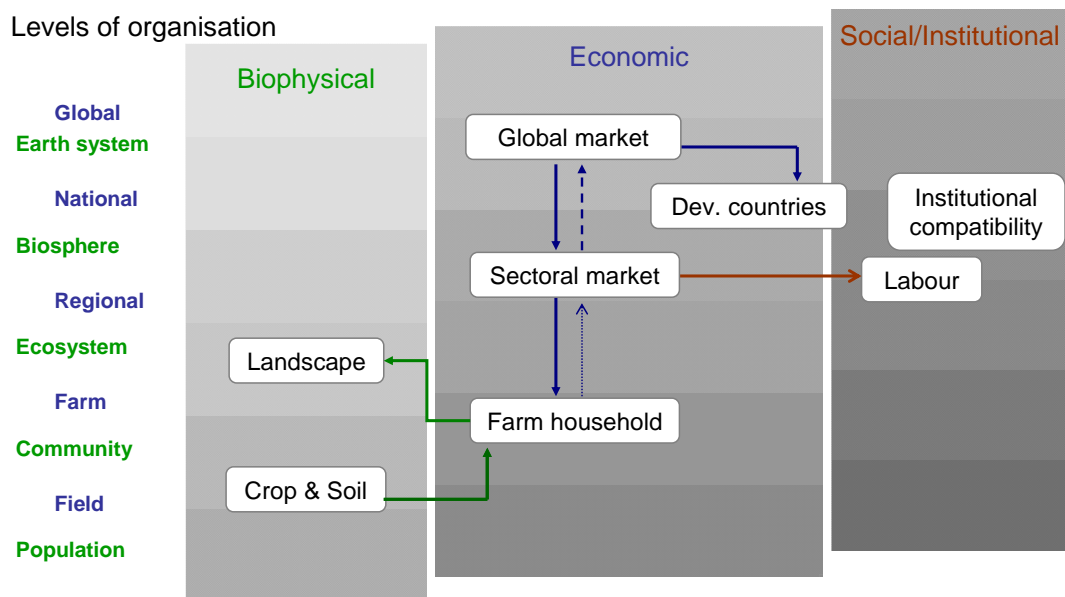 Levels of organisation
Biophysical
Economic
Social/Institutional
Global
Earth system
National
Biosphere
Regional
Ecosystem
Farm
Community
Field
Population
Global market
Dev. countries
Institutional
compatibility
Sectoral market
Labour
Landscape
Farm household
Crop & Soil